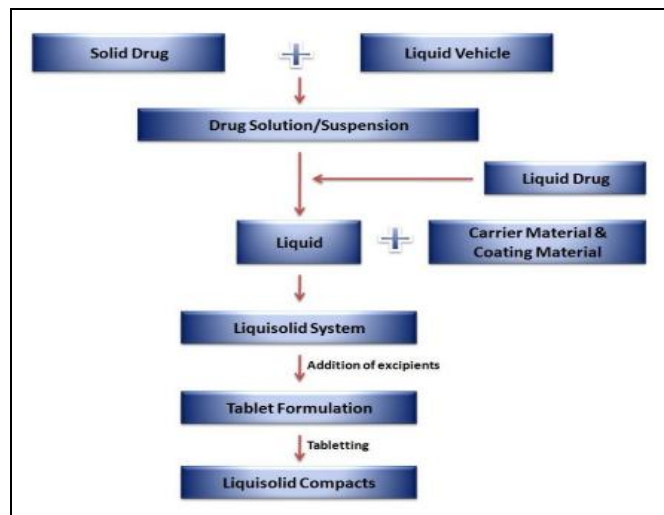 Solid Drug
Liquid Vehicle
Drug Solution/Suspension
Liquid Drug
Liquid
Carrier Material &
Coating Material
Liquisolid System
Addition of excipients
Tablet Formulation
Tabletting
Liquisolid Compacts